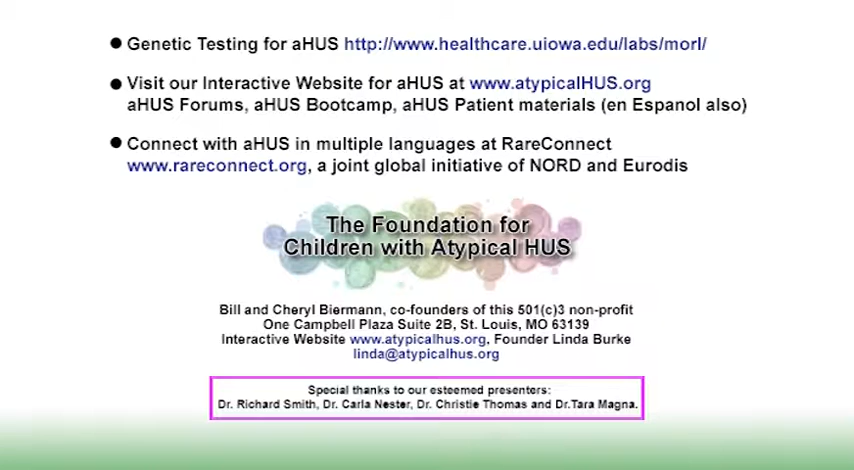 Genetic Testing for aHUS http://www.healthcare.uiowa.edu/labs/morl/
Visit our Interactive Website for aHUS at www.atypicalHUS.org
aHUS Forums, aHUS Bootcamp, aHUS Patient materials (en Espanol also)
Connect with aHUS in multiple languages at RareConnect
www.rareconnect.org, a joint global initiative of NORD and Eurodis
The Foundation for
Children with Atypical HUS
Bill and Cheryl Biermann, co-founders of this 501(c)3 non-profit
One Campbell Plaza Suite 2B, St. Louis, MO 63139
Interactive Website www.atypicalhus.org, Founder Linda Burke
linda@atypicalhus.org
Special thanks to our esteemed presenters:
Dr. Richard Smith, Dr. Carla Nester, Dr. Christie Thomas and Dr.Tara Magna.